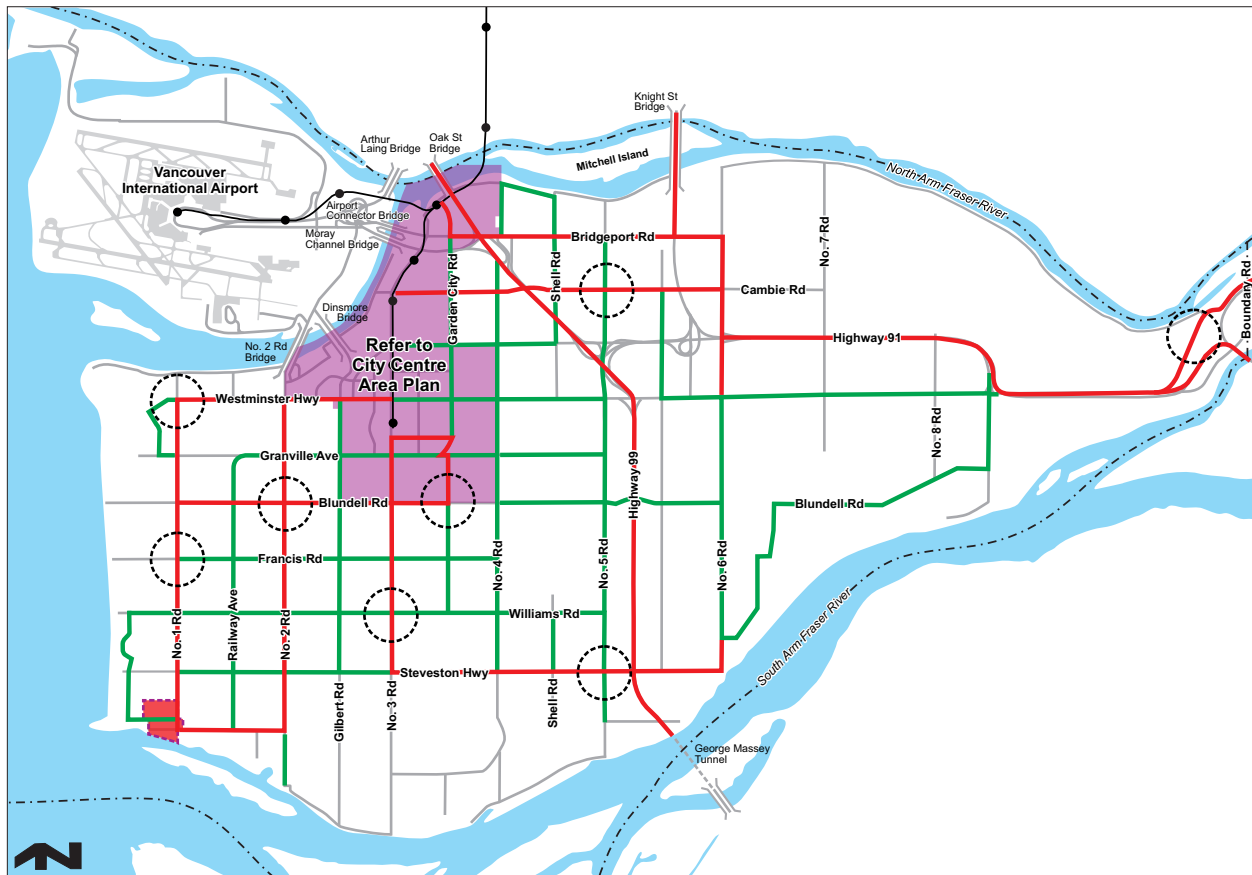 Knight St
Bridge
Arthur
Laing Bridge
Oak St
Bridge
Mitchell Island
Vancouver
International Airport
North Arm Fraser River
Airport
Connector Bridge
Moray
Channel Bridge
Bridgeport Rd
No. 7 Rd
Shell Rd
Garden City Rd
Cambie Rd
Boundary Rd
Dinsmore
Bridge
No. 2 Rd
Bridge
Refer to
City Centre
Area Plan
Highway 91
Westminster Hwy
No. 8 Rd
Granville Ave
Highway 99
Blundell Rd
Blundell Rd
Francis Rd
No. 4 Rd
No. 5 Rd
No. 6 Rd
Williams Rd
No. 1 Rd
Railway Ave
No. 2 Rd
South Arm Fraser River
Steveston Hwy
Gilbert Rd
No. 3 Rd
Shell Rd
George Massey
Tunnel
N